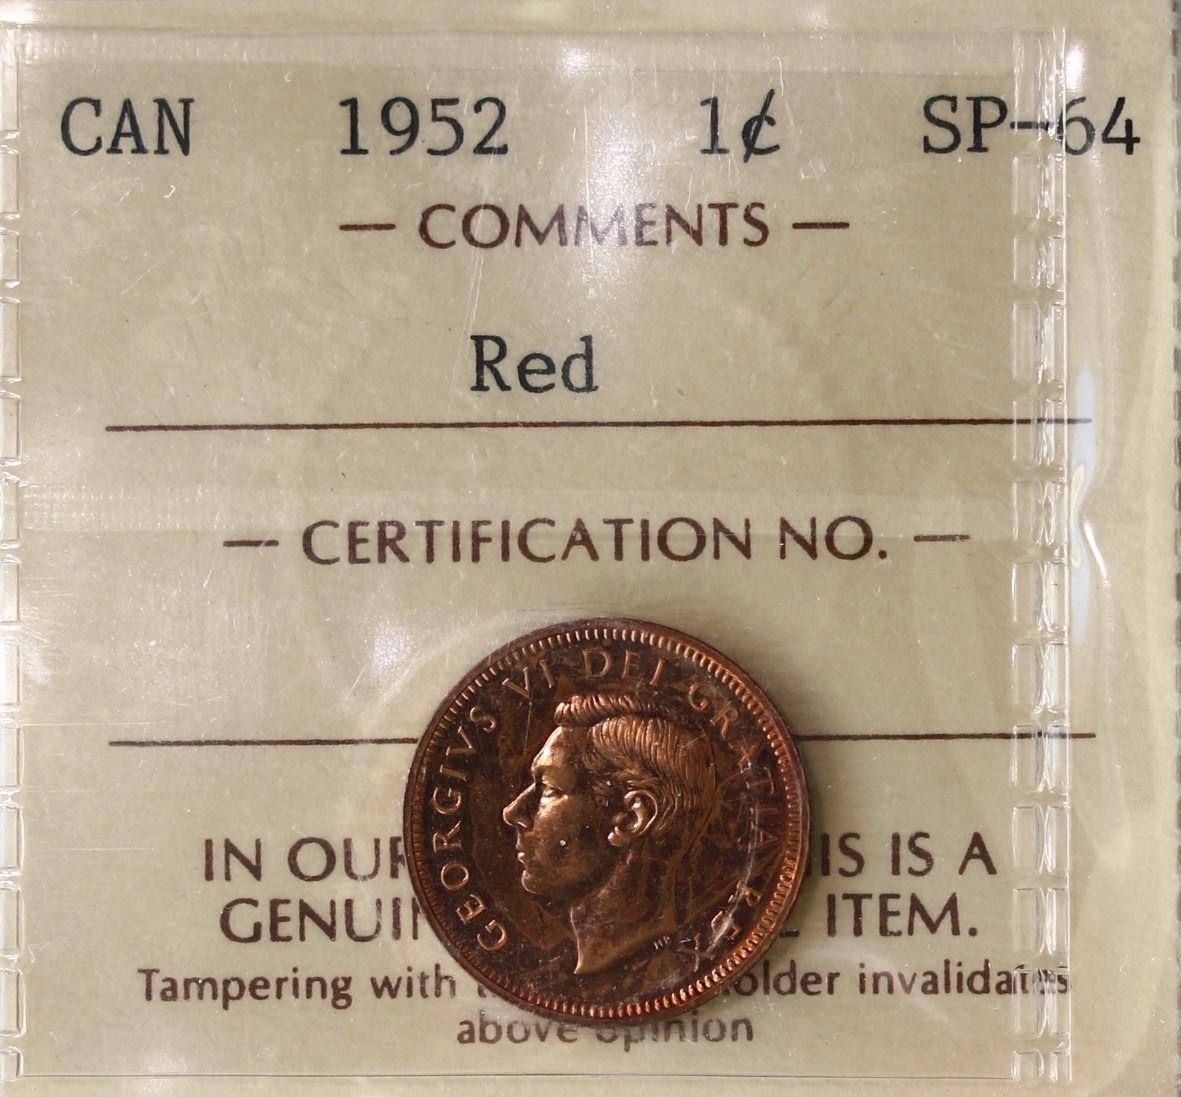 CAN 1952 1¢ SP-64
— COMMENTS —
Red
— CERTIFICATION NO. —
GEORGIVS VI DEI GRATIA REX
HP
IN OUR IS IS A
GENUIN ITEM.
Tampering with older invalidates
above opinion